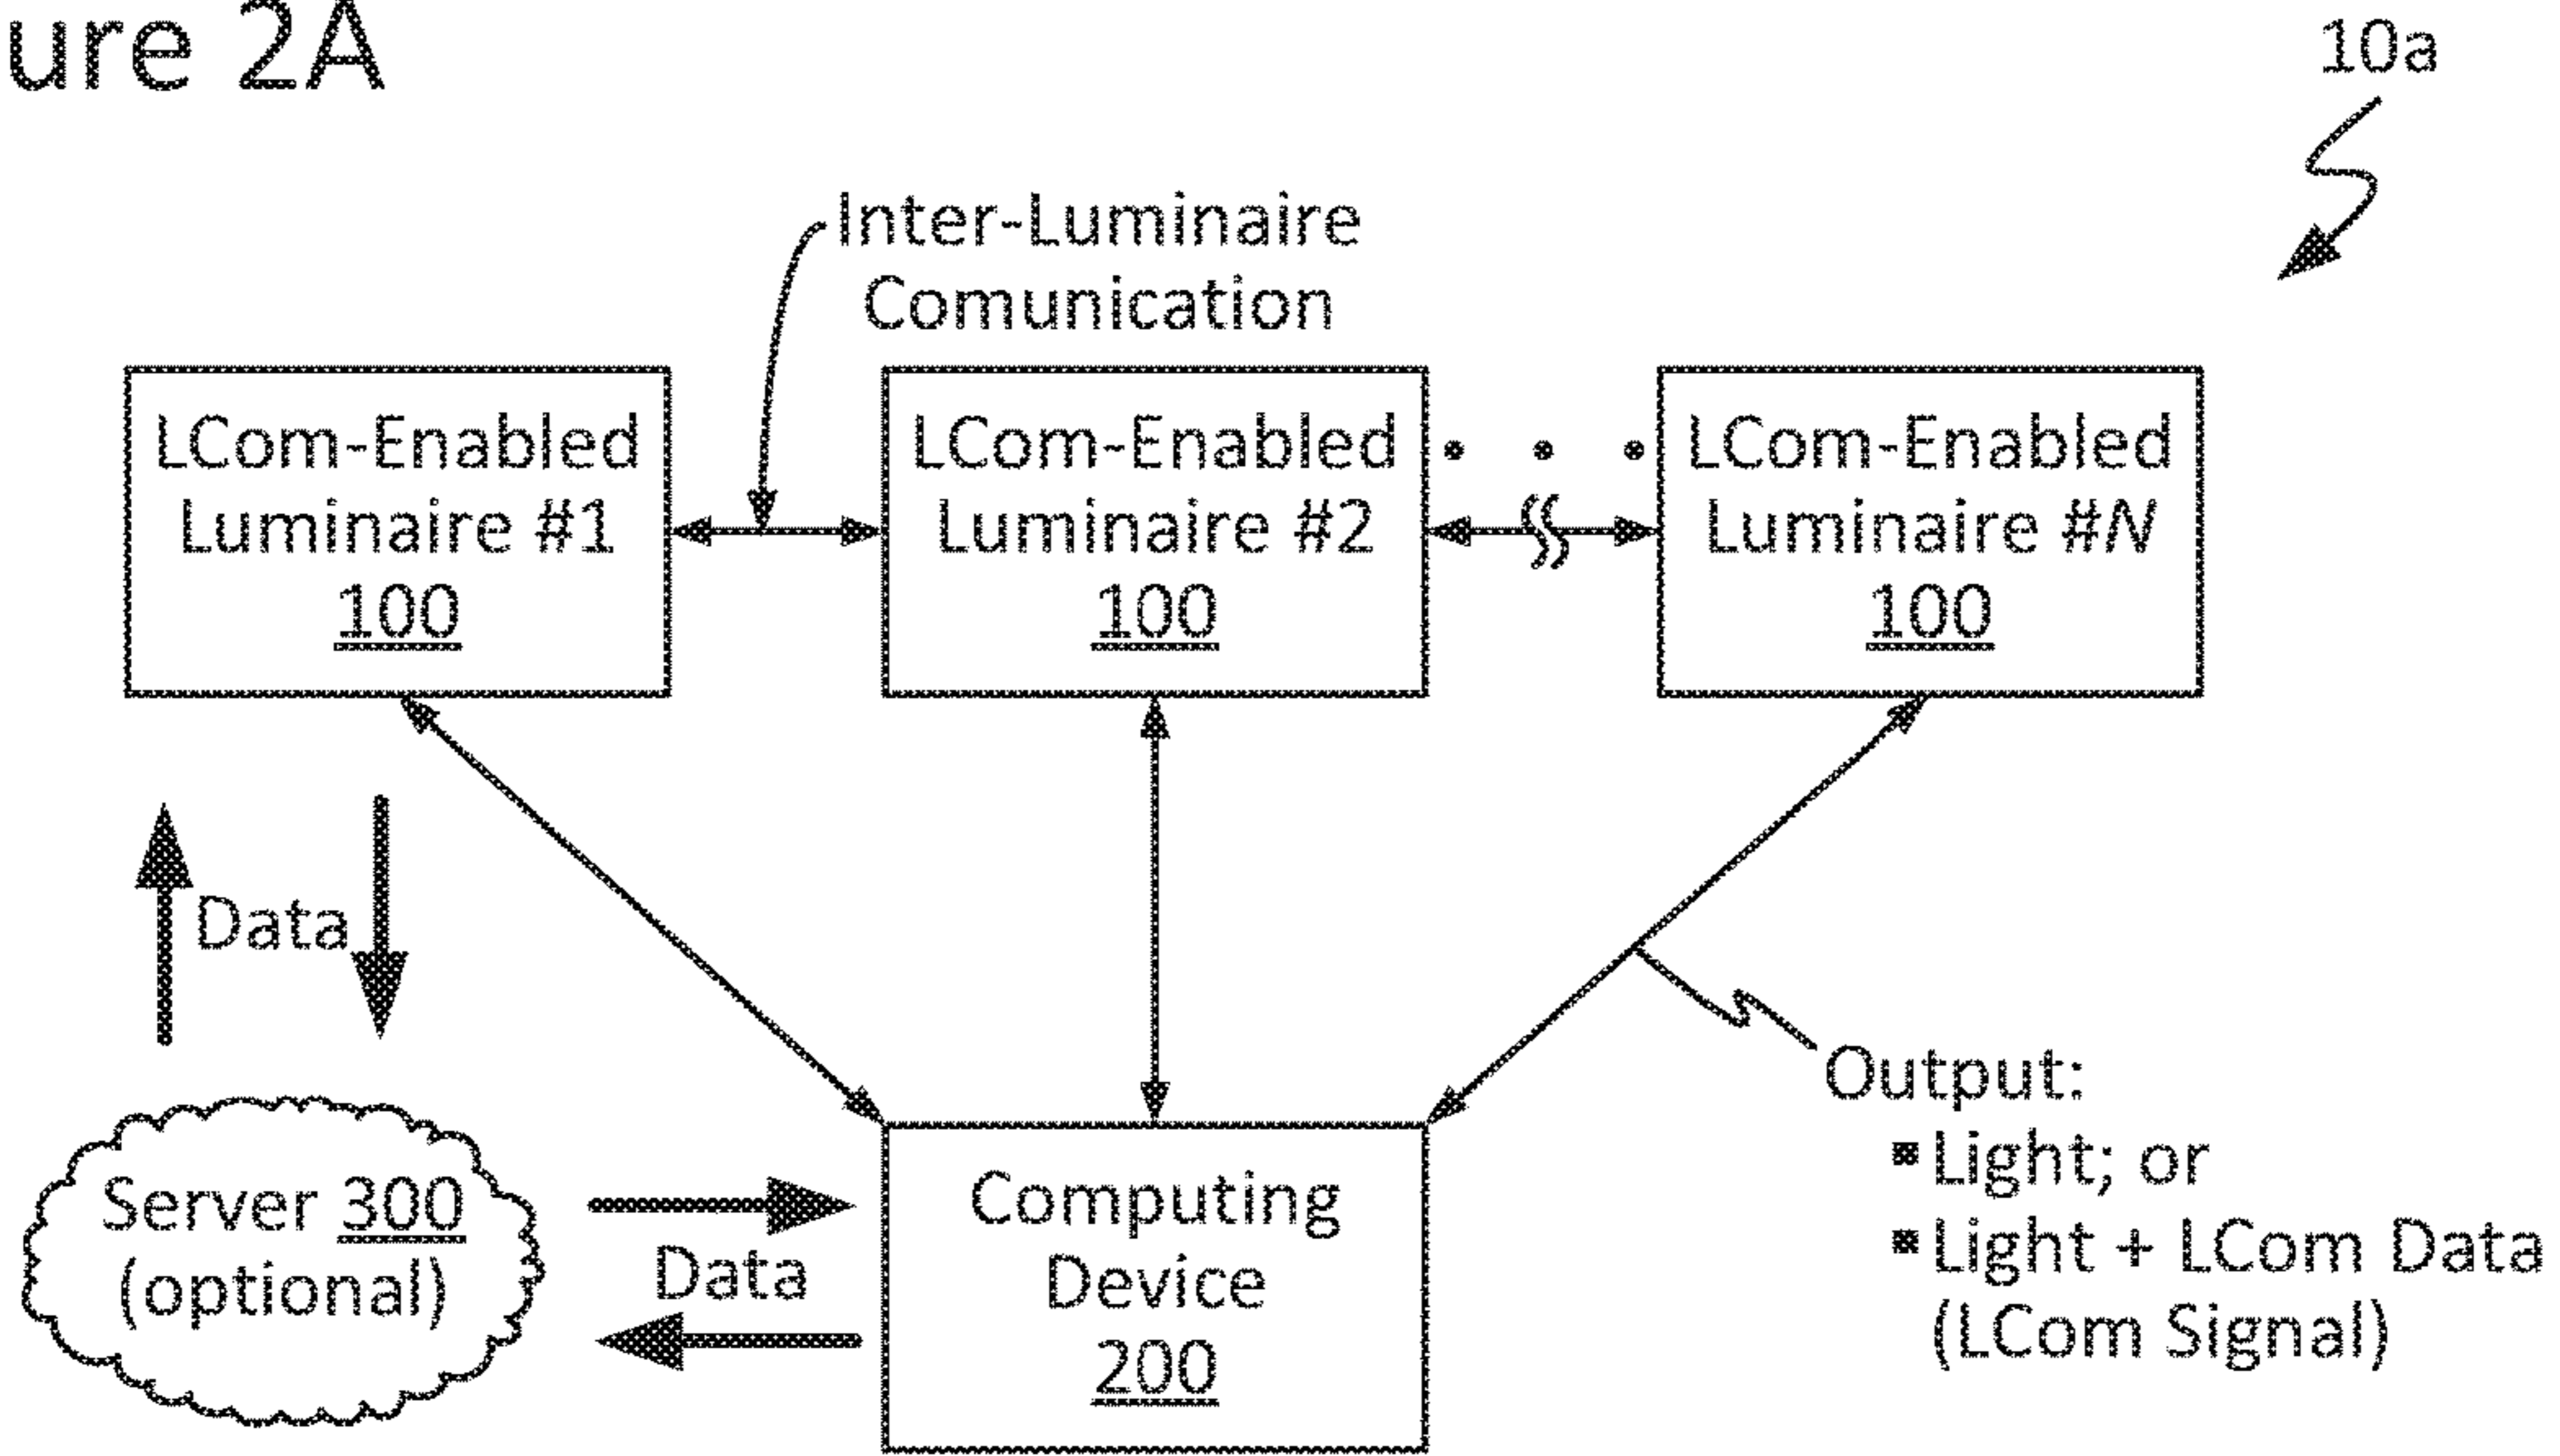 ure 2A
10a
Inter-Luminaire
Comunication
LCom-Enabled
Luminaire #1
100
LCom-Enabled
Luminaire #2
100
LCom-Enabled
Luminaire #N
100
Data
Server 300
(optional)
Data
Computing
Device
200
Output:
▪ Light; or
▪ Light + LCom Data
(LCom Signal)